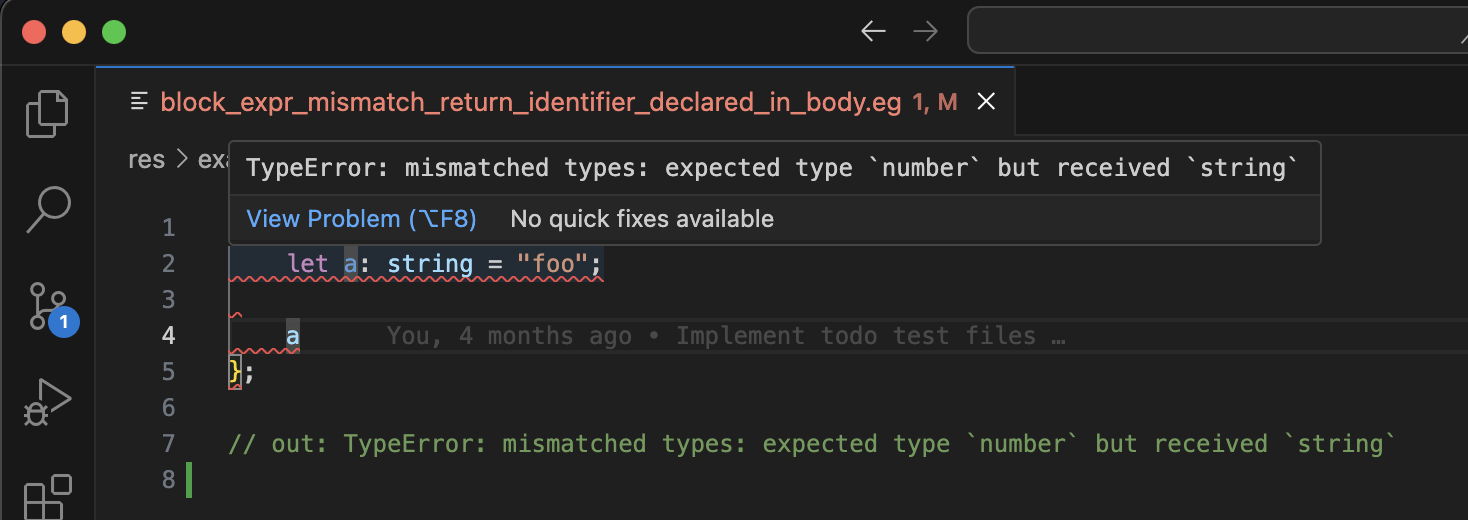 block_expr_mismatch_return_identifier_declared_in_body.eg 1, M
res > exa
TypeError: mismatched types: expected type `number` but received `string`
View Problem (⌥F8) No quick fixes available
1
2 let a: string = "foo";
3
4 a You, 4 months ago • Implement todo test files …
5 };
6
7 // out: TypeError: mismatched types: expected type `number` but received `string`
8
1